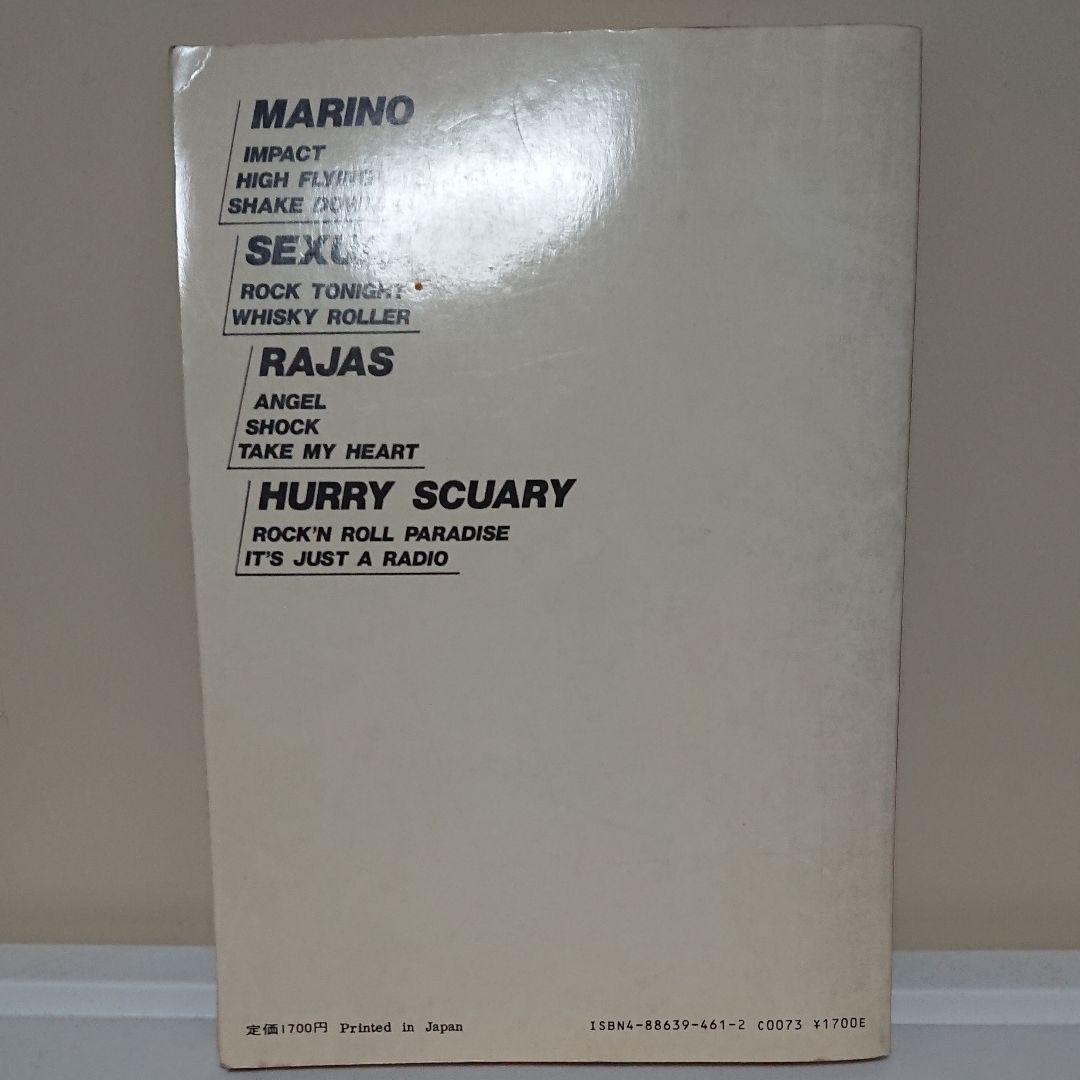 MARINO
IMPACT
HIGH FLYING
SHAKE DOWN
ROCK TONIGHT
WHISKY ROLLER
RAJAS
ANGEL
SHOCK
TAKE MY HEART
HURRY SCUARY
ROCK'N ROLL PARADISE
IT'S JUST A RADIO
定価1700円 Printed in Japan
ISBN4-88639-461-2 C0073 ¥1700E